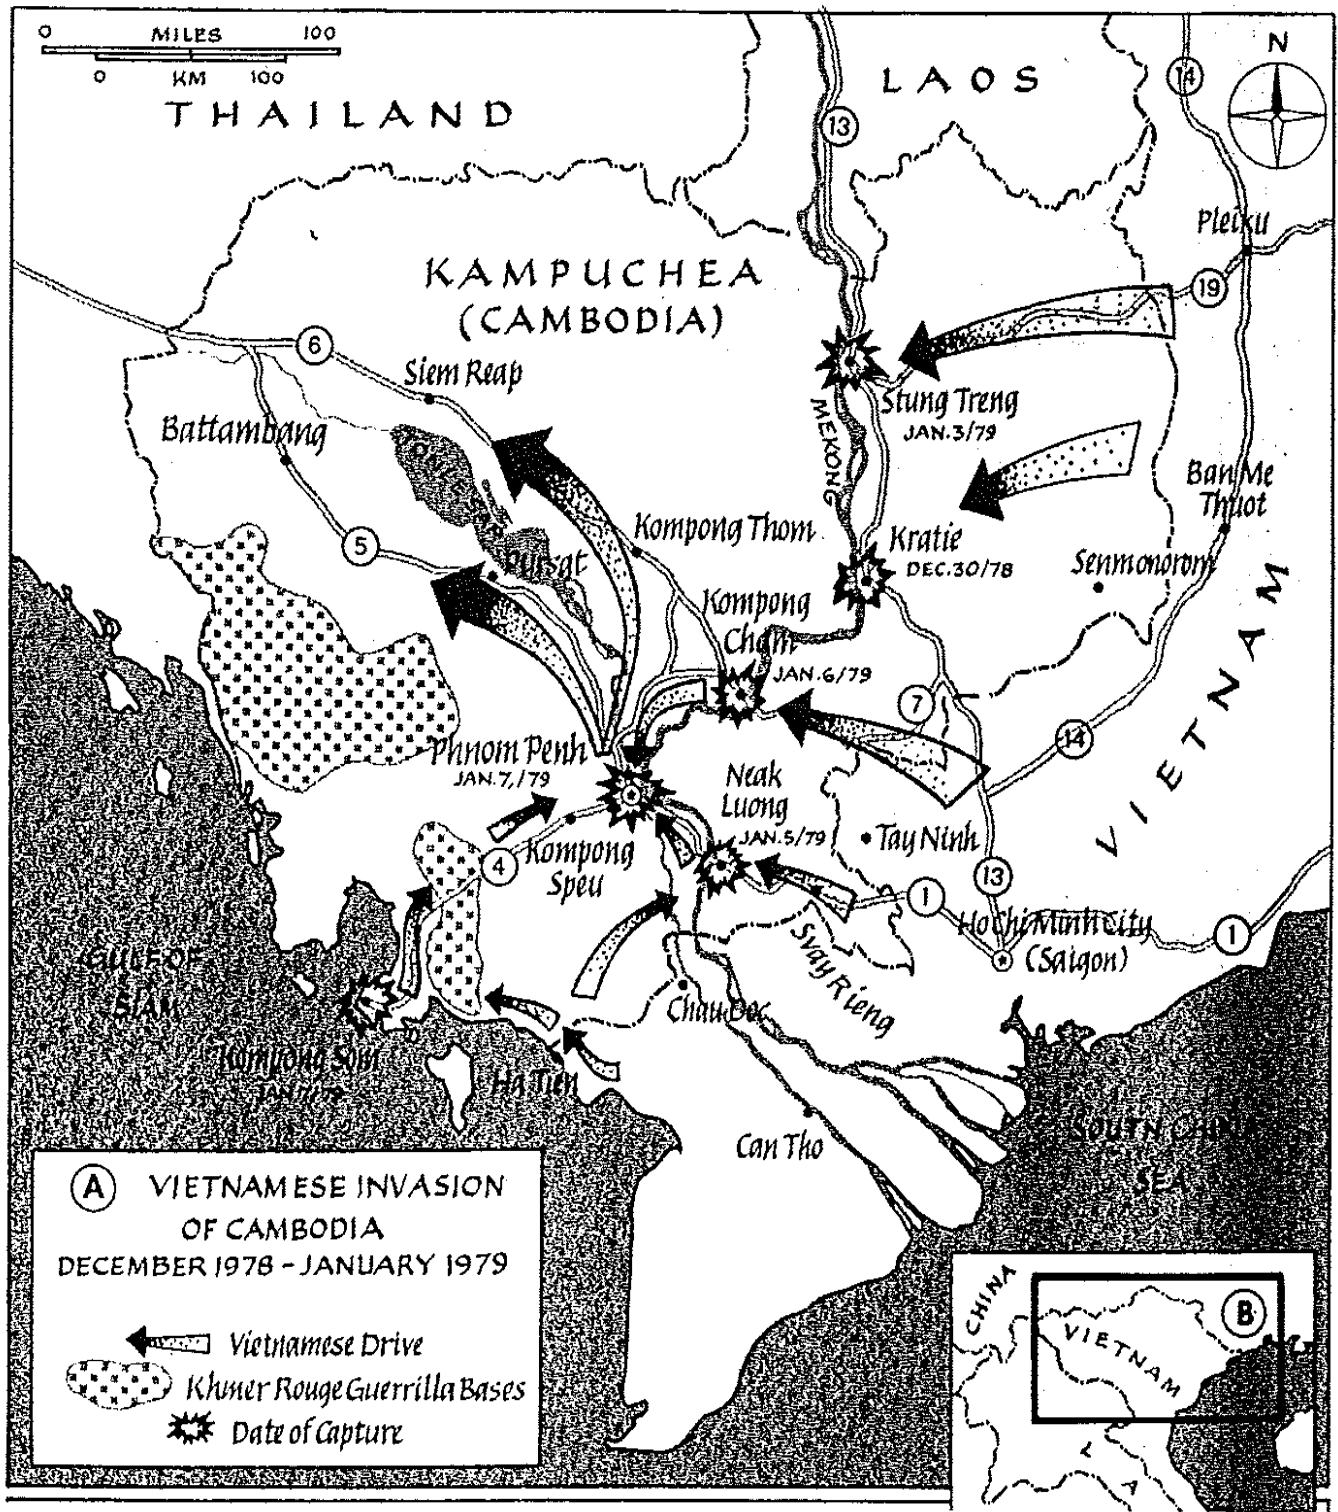 0 MILES 100
0 KM 100
THAILAND
LAOS
N
14
13
Pleiku
19
KAMPUCHEA
(CAMBODIA)
6
Siem Reap
Battambang
Stung Treng
JAN.3/79
MEKONG
Ban Me
Thuot
5
Pursat
Kompong Thom
Kratie
DEC.30/78
Senmonorom
Kompong
Cham
JAN.6/79
VIETNAM
7
14
Phnom Penh
JAN.7,/79
Neak
Luong
JAN.5/79
Tay Ninh
4
Kompong
Speu
13
1
Ho Chi Minh City
(Saigon)
1
Svay Rieng
GULF OF
SIAM
Chau Doc
Kompong Som
JAN.7/79
Ha Tien
Can Tho
SOUTH CHINA
SEA
A VIETNAMESE INVASION
OF CAMBODIA
DECEMBER 1978 - JANUARY 1979
Vietnamese Drive
Khmer Rouge Guerrilla Bases
Date of Capture
CHINA
VIETNAM
B
L A